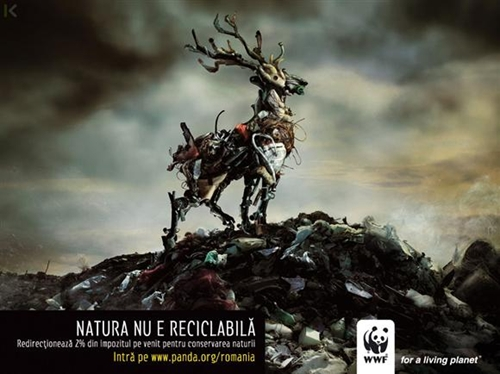 NATURA NU E RECICLABILĂ
Redirecţionează 2% din impozitul pe venit pentru conservarea naturii
Intră pe www.panda.org/romania
WWF
for a living planet